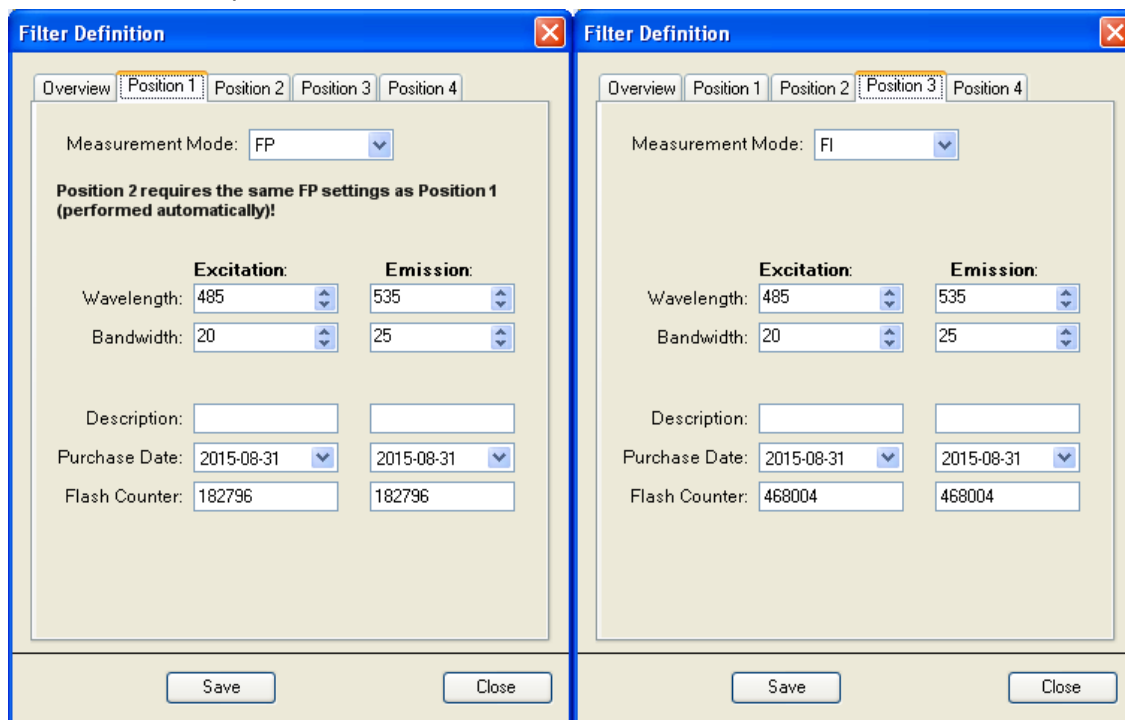 Filter Definition
Overview Position 1 Position 2 Position 3 Position 4
Measurement Mode: FP
Position 2 requires the same FP settings as Position 1
(performed automatically)!
Excitation: Emission:
Wavelength: 485 535
Bandwidth: 20 25
Description:
Purchase Date: 2015-08-31 2015-08-31
Flash Counter: 182796 182796
Save Close
Filter Definition
Overview Position 1 Position 2 Position 3 Position 4
Measurement Mode: FI
Excitation: Emission:
Wavelength: 485 535
Bandwidth: 20 25
Description:
Purchase Date: 2015-08-31 2015-08-31
Flash Counter: 468004 468004
Save Close